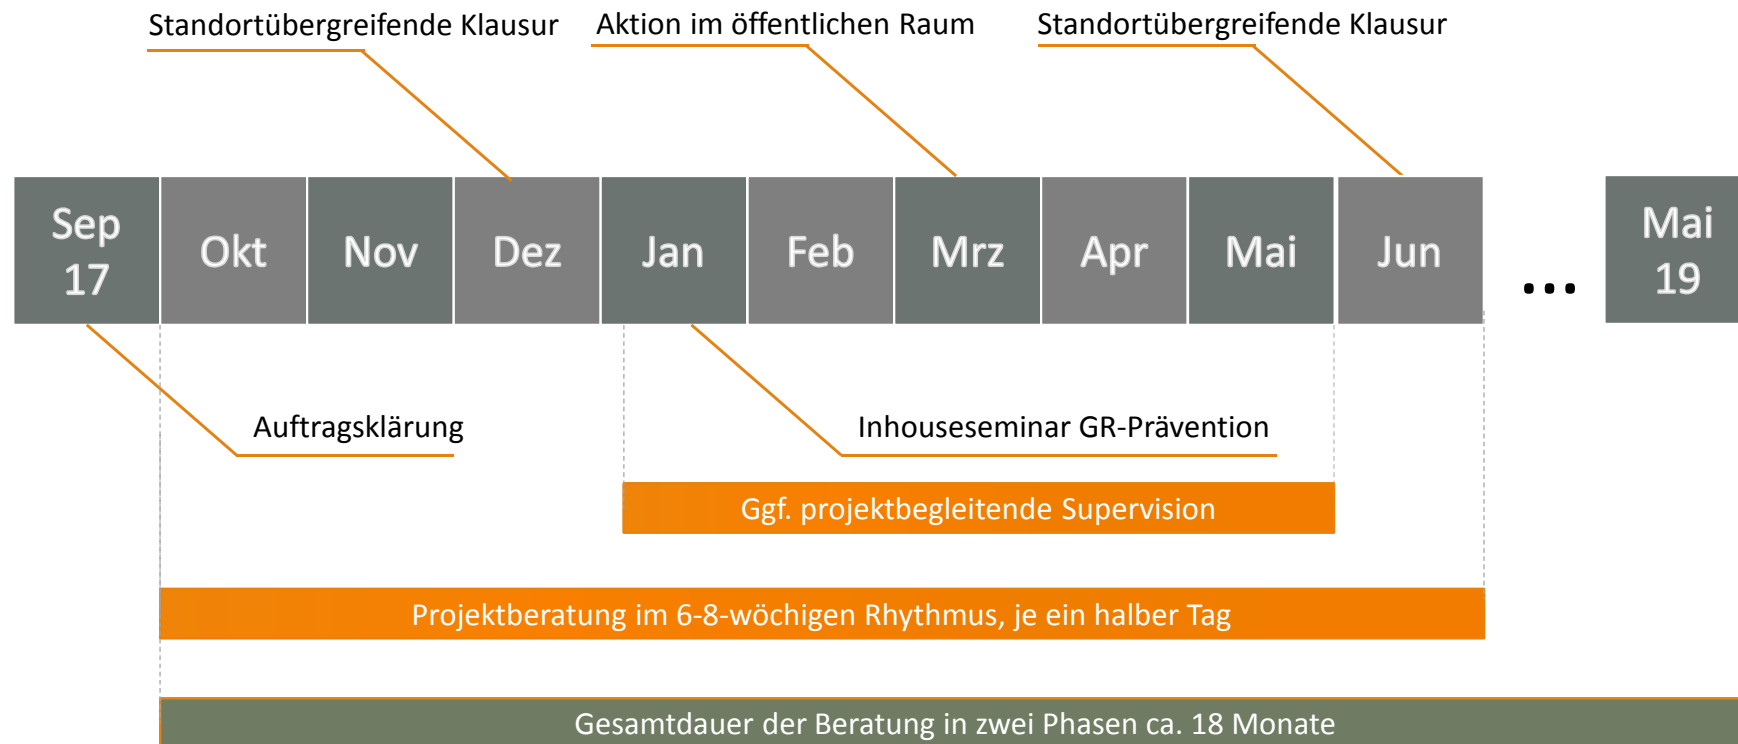 Standortübergreifende Klausur
Aktion im öffentlichen Raum
Standortübergreifende Klausur
Sep
17
Okt
Nov
Dez
Jan
Feb
Mrz
Apr
Mai
Jun
...
Mai
19
Auftragsklärung
Inhouseseminar GR-Prävention
Ggf. projektbegleitende Supervision
Projektberatung im 6-8-wöchigen Rhythmus, je ein halber Tag
Gesamtdauer der Beratung in zwei Phasen ca. 18 Monate